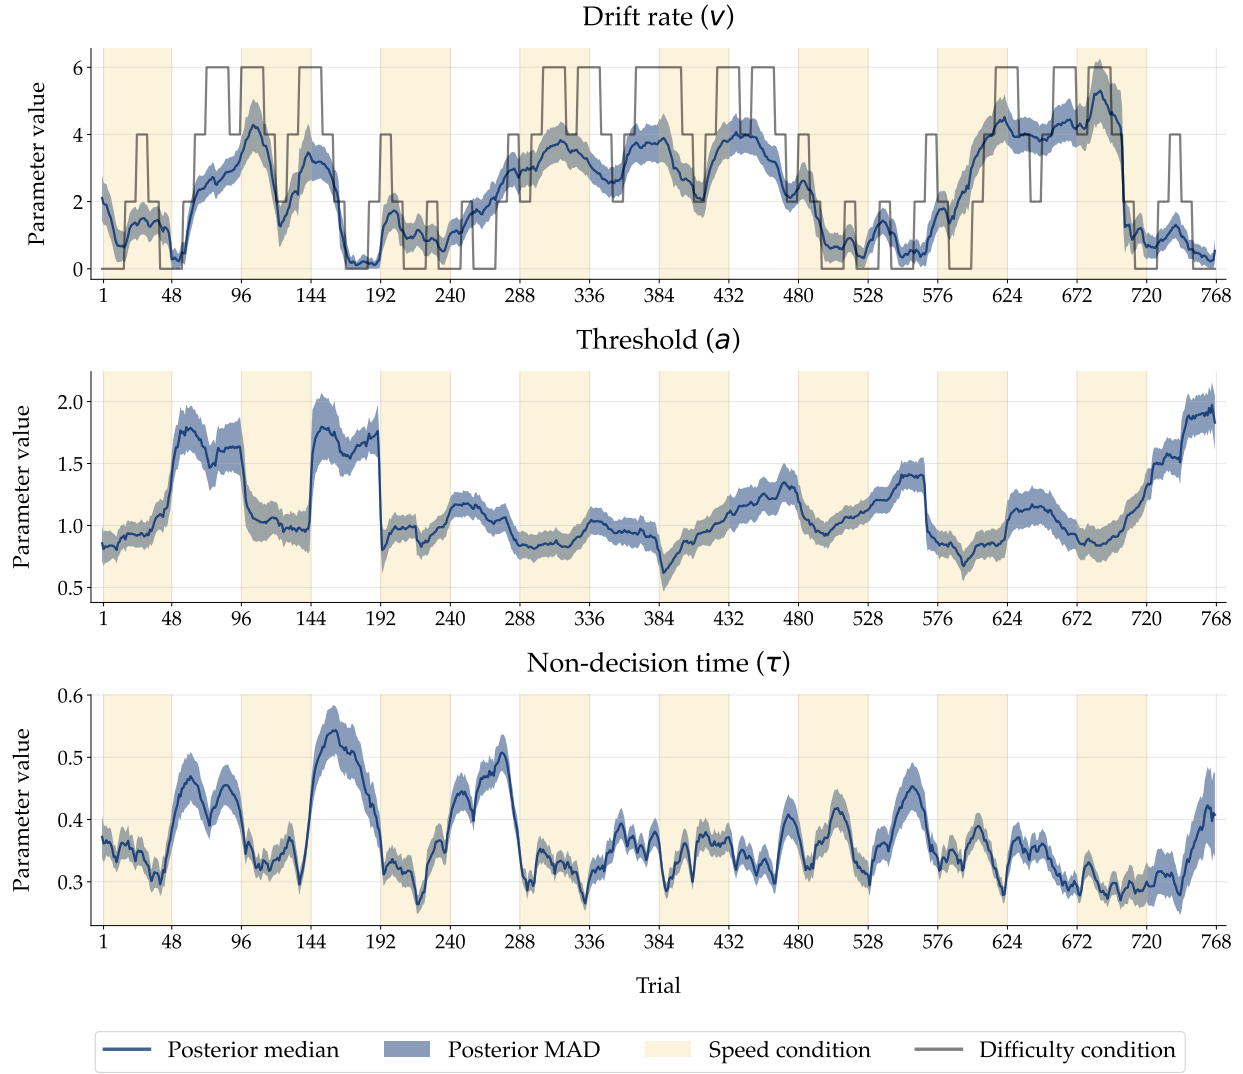 Drift rate (v)
Parameter value
6
4
2
0
1 48 96 144 192 240 288 336 384 432 480 528 576 624 672 720 768
Threshold (a)
Parameter value
2.0
1.5
1.0
0.5
1 48 96 144 192 240 288 336 384 432 480 528 576 624 672 720 768
Non-decision time (τ)
Parameter value
0.6
0.5
0.4
0.3
1 48 96 144 192 240 288 336 384 432 480 528 576 624 672 720 768
Trial
Posterior median Posterior MAD Speed condition Difficulty condition